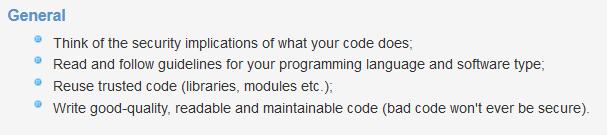 General
Think of the security implications of what your code does;
Read and follow guidelines for your programming language and software type;
Reuse trusted code (libraries, modules etc.);
Write good-quality, readable and maintainable code (bad code won't ever be secure).